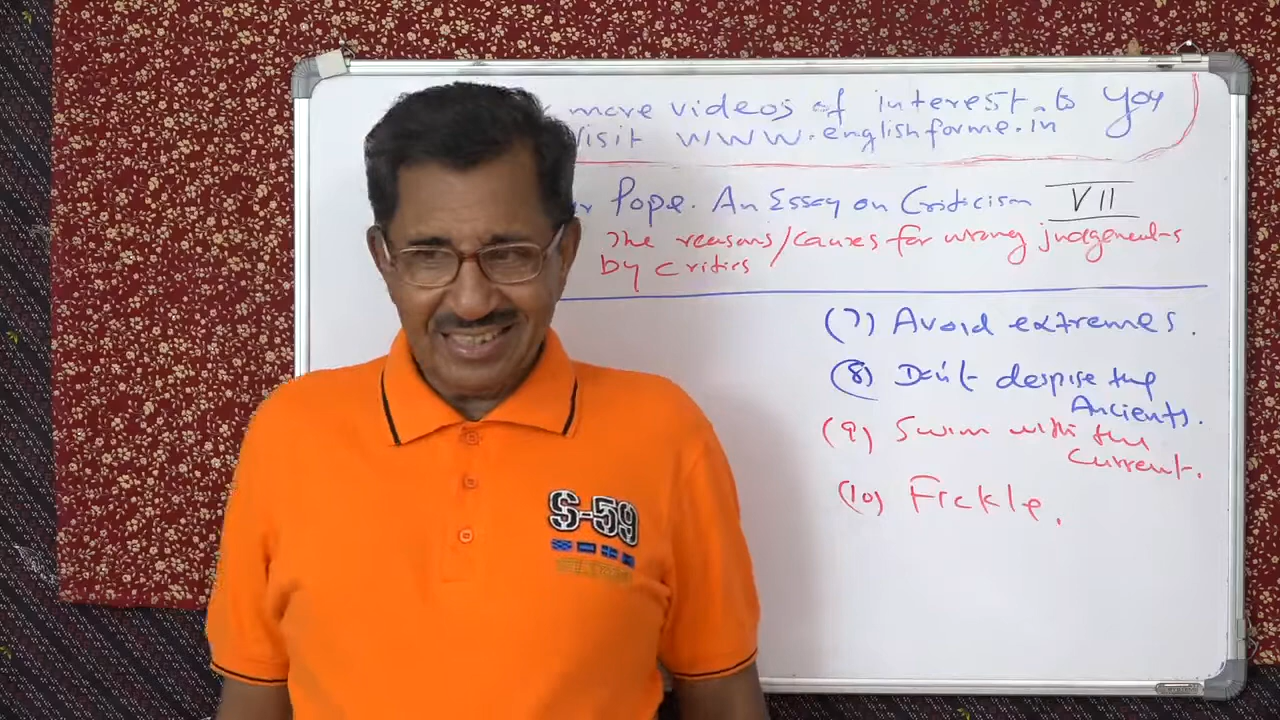 more videos of interest to you
Visit www.englishforme.in
Pope. An Essay on Criticism VII
The reasons/causes for wrong judgements
by critics
(7) Avoid extremes.
(8) Don't despise the
Ancients.
(9) Swim with the
Current.
(10) Fickle.
S-59